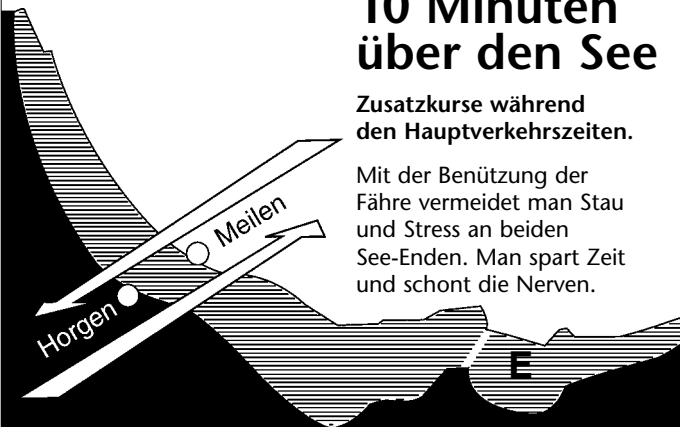 10 Minuten
über den See
Zusatzkurse während
den Hauptverkehrszeiten.
Mit der Benützung der
Fähre vermeidet man Stau
und Stress an beiden
See-Enden. Man spart Zeit
und schont die Nerven.
Meilen
Horgen
E